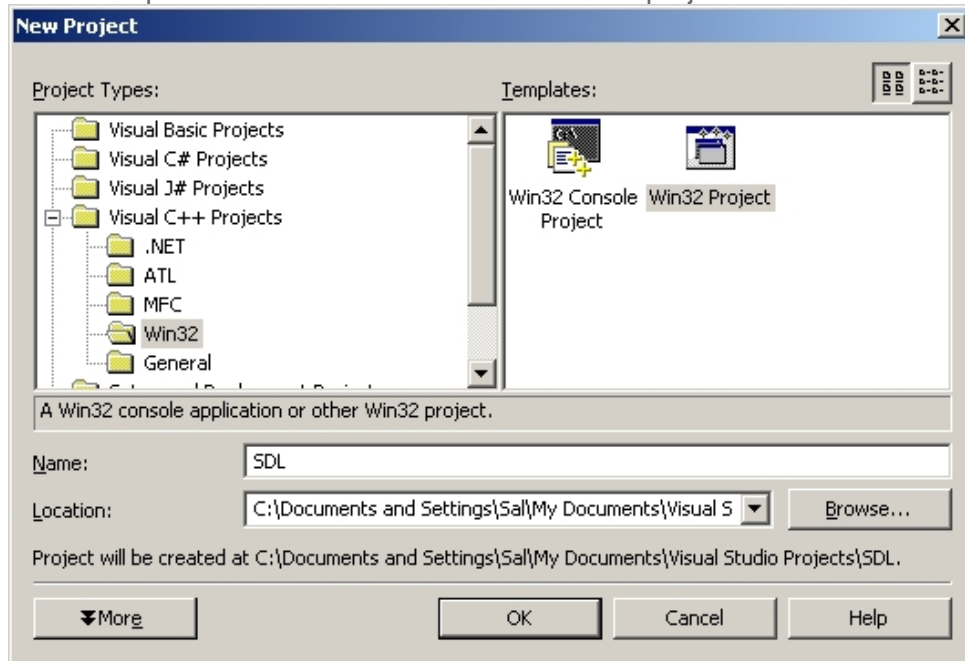 New Project
Project Types:
Templates:
Visual Basic Projects
Visual C# Projects
Visual J# Projects
Visual C++ Projects
.NET
ATL
MFC
Win32
General
Win32 Console
Project
Win32 Project
A Win32 console application or other Win32 project.
Name:
SDL
Location:
C:\Documents and Settings\Sal\My Documents\Visual S
Browse...
Project will be created at C:\Documents and Settings\Sal\My Documents\Visual Studio Projects\SDL.
More
OK
Cancel
Help